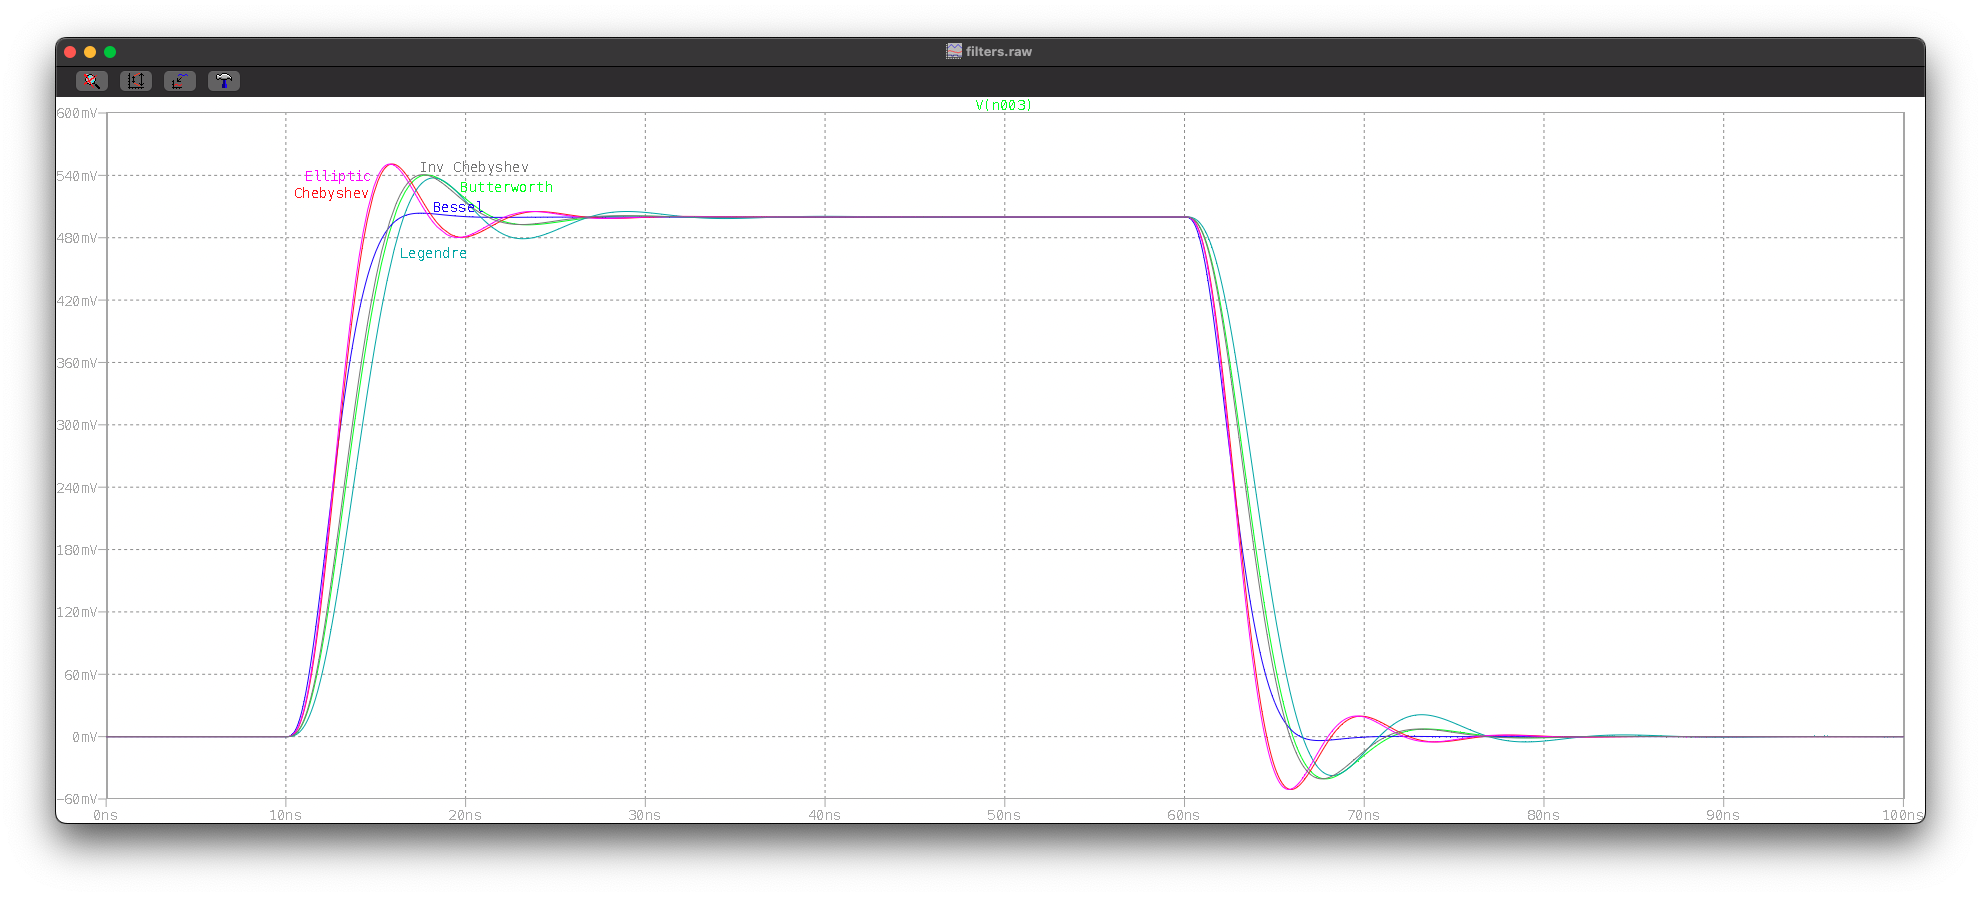 filters.raw
V(n003)
600mV
540mV
480mV
420mV
360mV
300mV
240mV
180mV
120mV
60mV
0mV
-60mV
Inv Chebyshev
Elliptic
Butterworth
Chebyshev
Bessel
Legendre
0ns 10ns 20ns 30ns 40ns 50ns 60ns 70ns 80ns 90ns 100ns